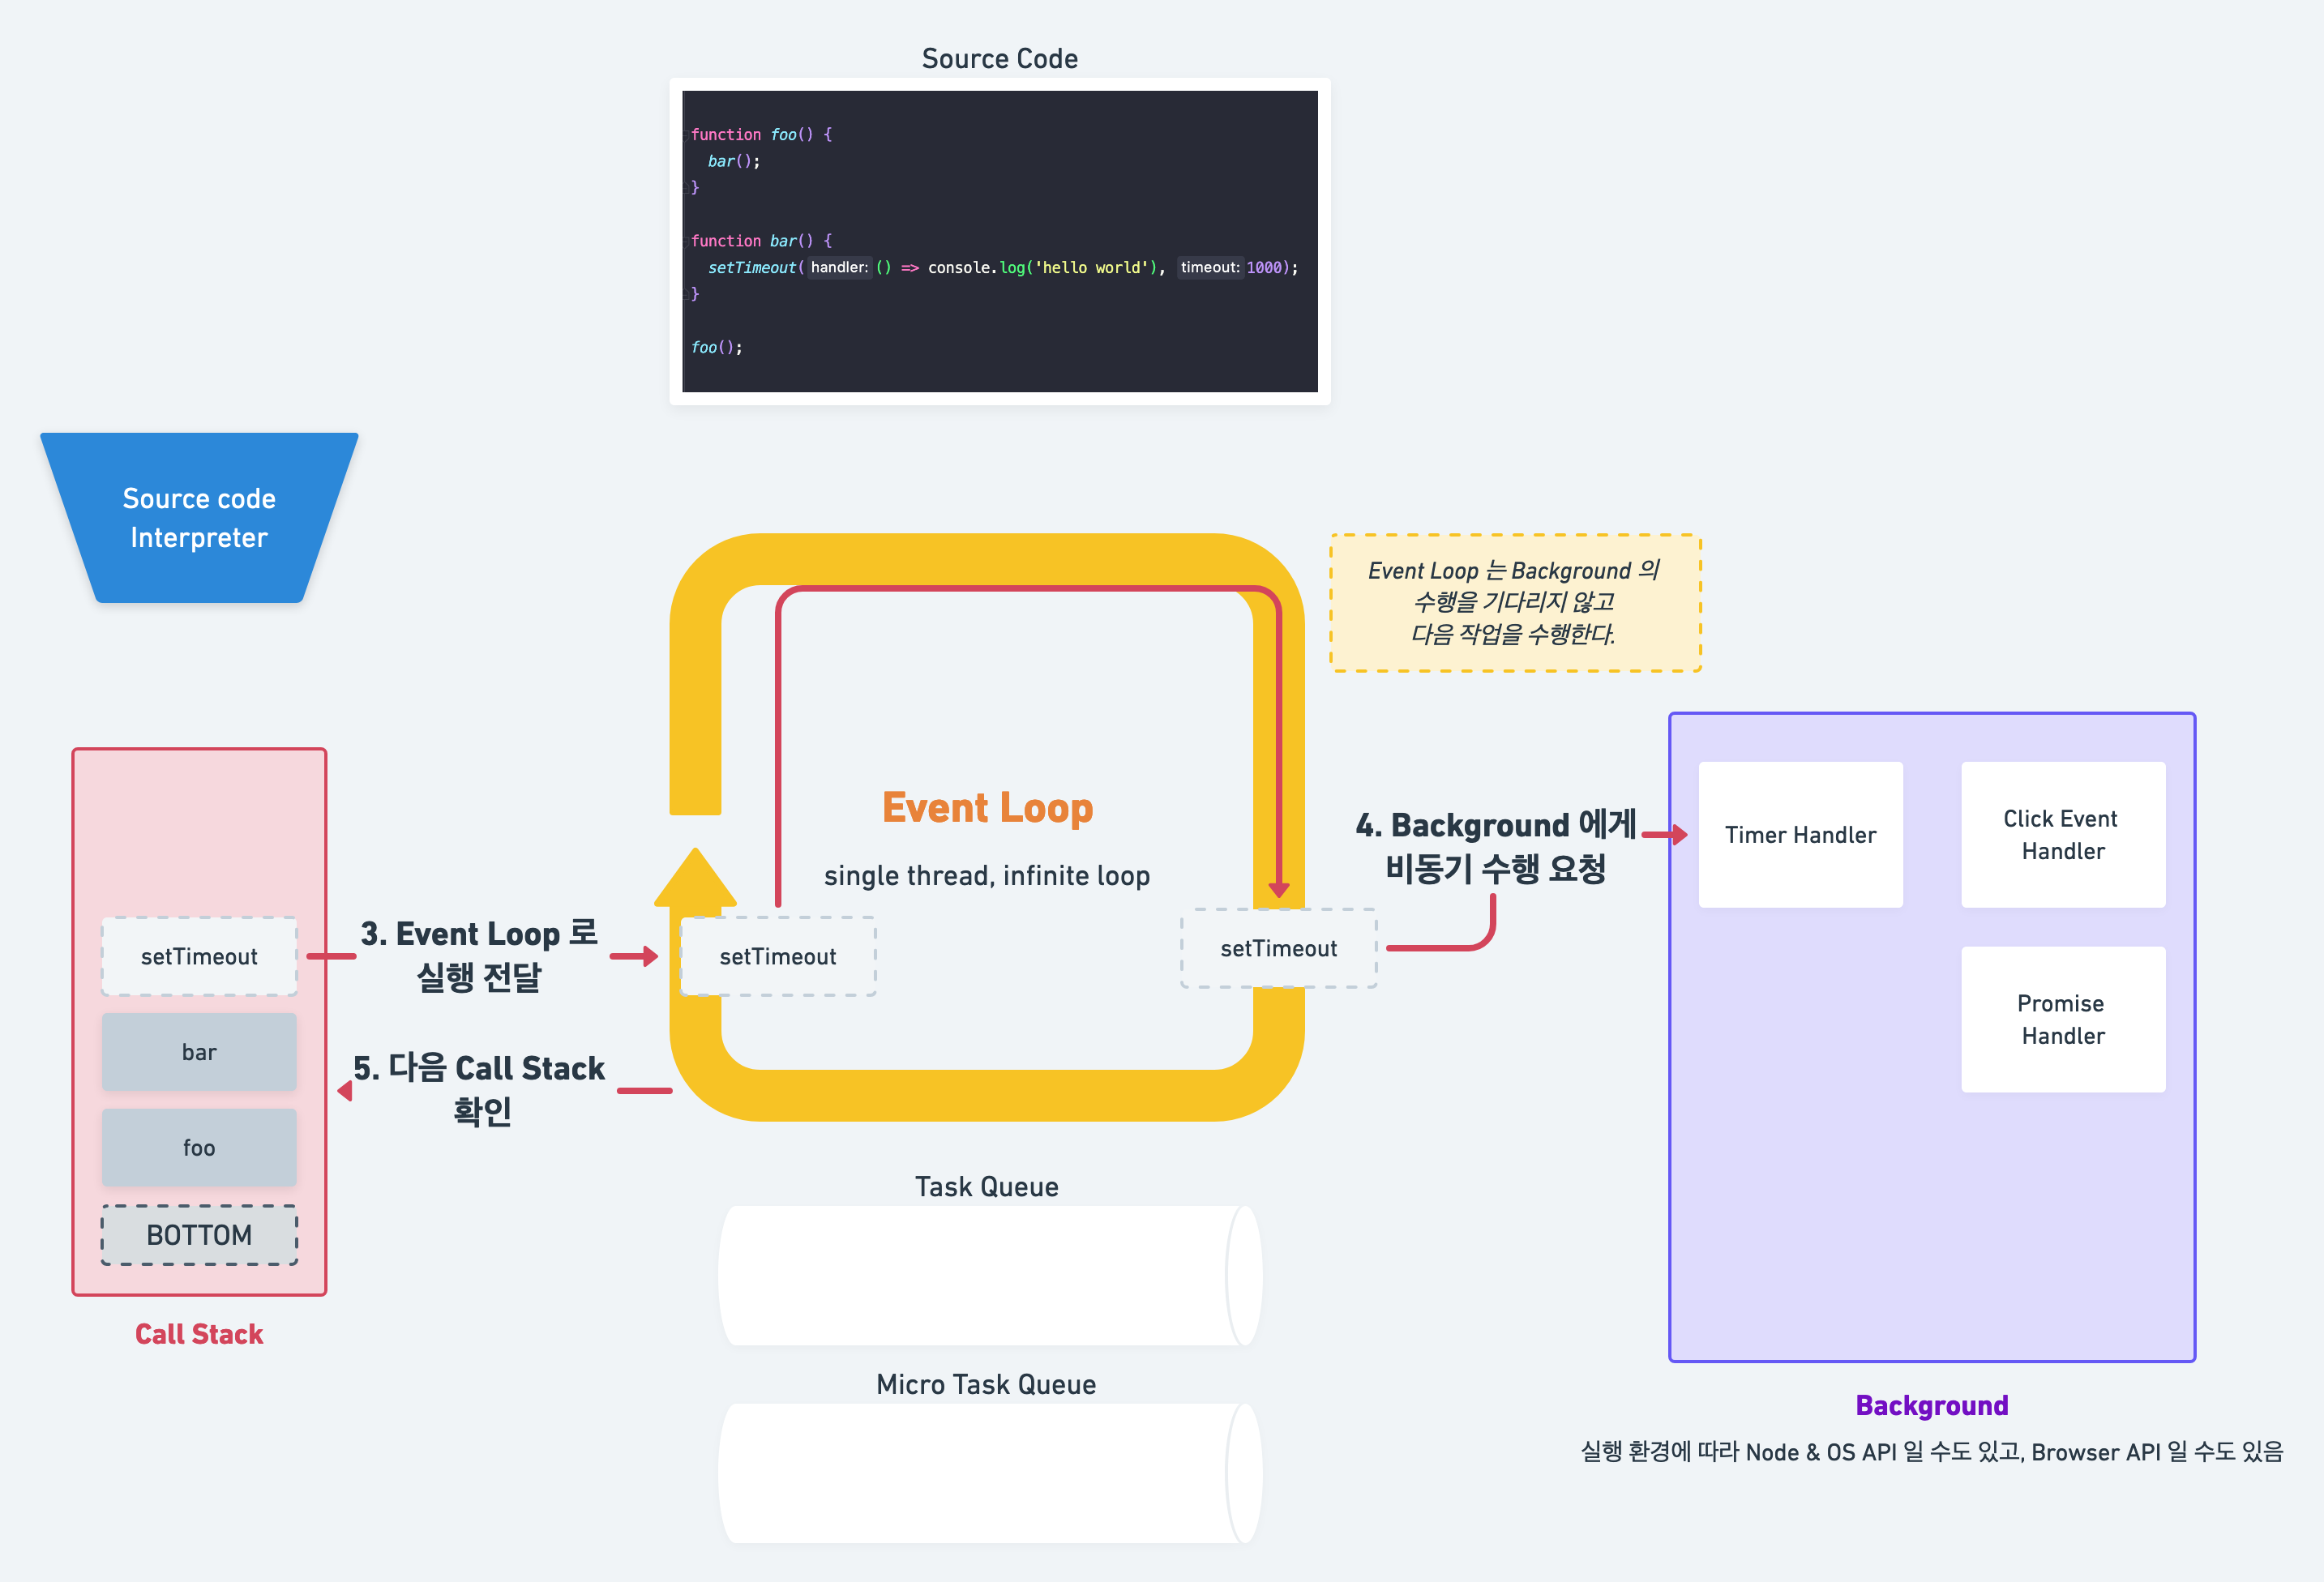 Source Code
function foo() {
bar();
}
function bar() {
setTimeout( handler: () => console.log('hello world'), timeout: 1000);
}
foo();
Source code
Interpreter
Event Loop 는 Background 의
수행을 기다리지 않고
다음 작업을 수행한다.
Event Loop
single thread, infinite loop
4. Background 에게
비동기 수행 요청
Timer Handler
Click Event
Handler
Promise
Handler
setTimeout
3. Event Loop 로
실행 전달
setTimeout
setTimeout
bar
5. 다음 Call Stack
확인
foo
BOTTOM
Call Stack
Task Queue
Micro Task Queue
Background
실행 환경에 따라 Node & OS API 일 수도 있고, Browser API 일 수도 있음